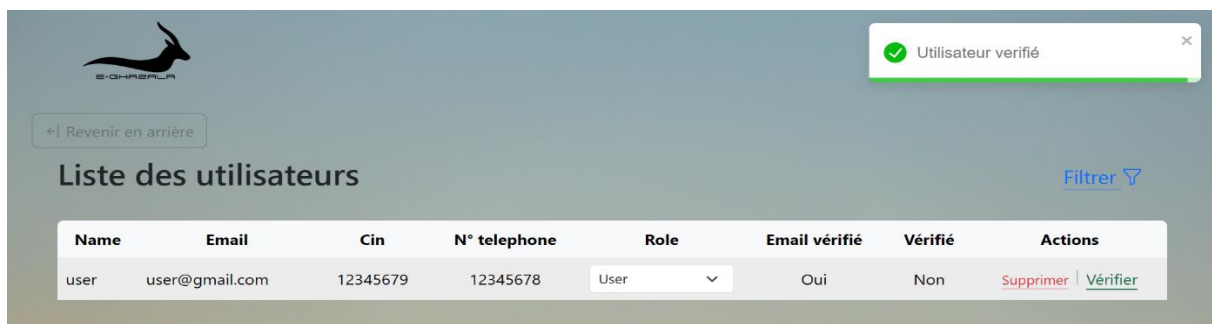 E-GHAZALA
Utilisateur verifié
Revenir en arrière
Liste des utilisateurs
Filtrer
Name Email Cin N° telephone Role Email vérifié Vérifié Actions
user user@gmail.com 12345679 12345678 User Oui Non Supprimer | Vérifier